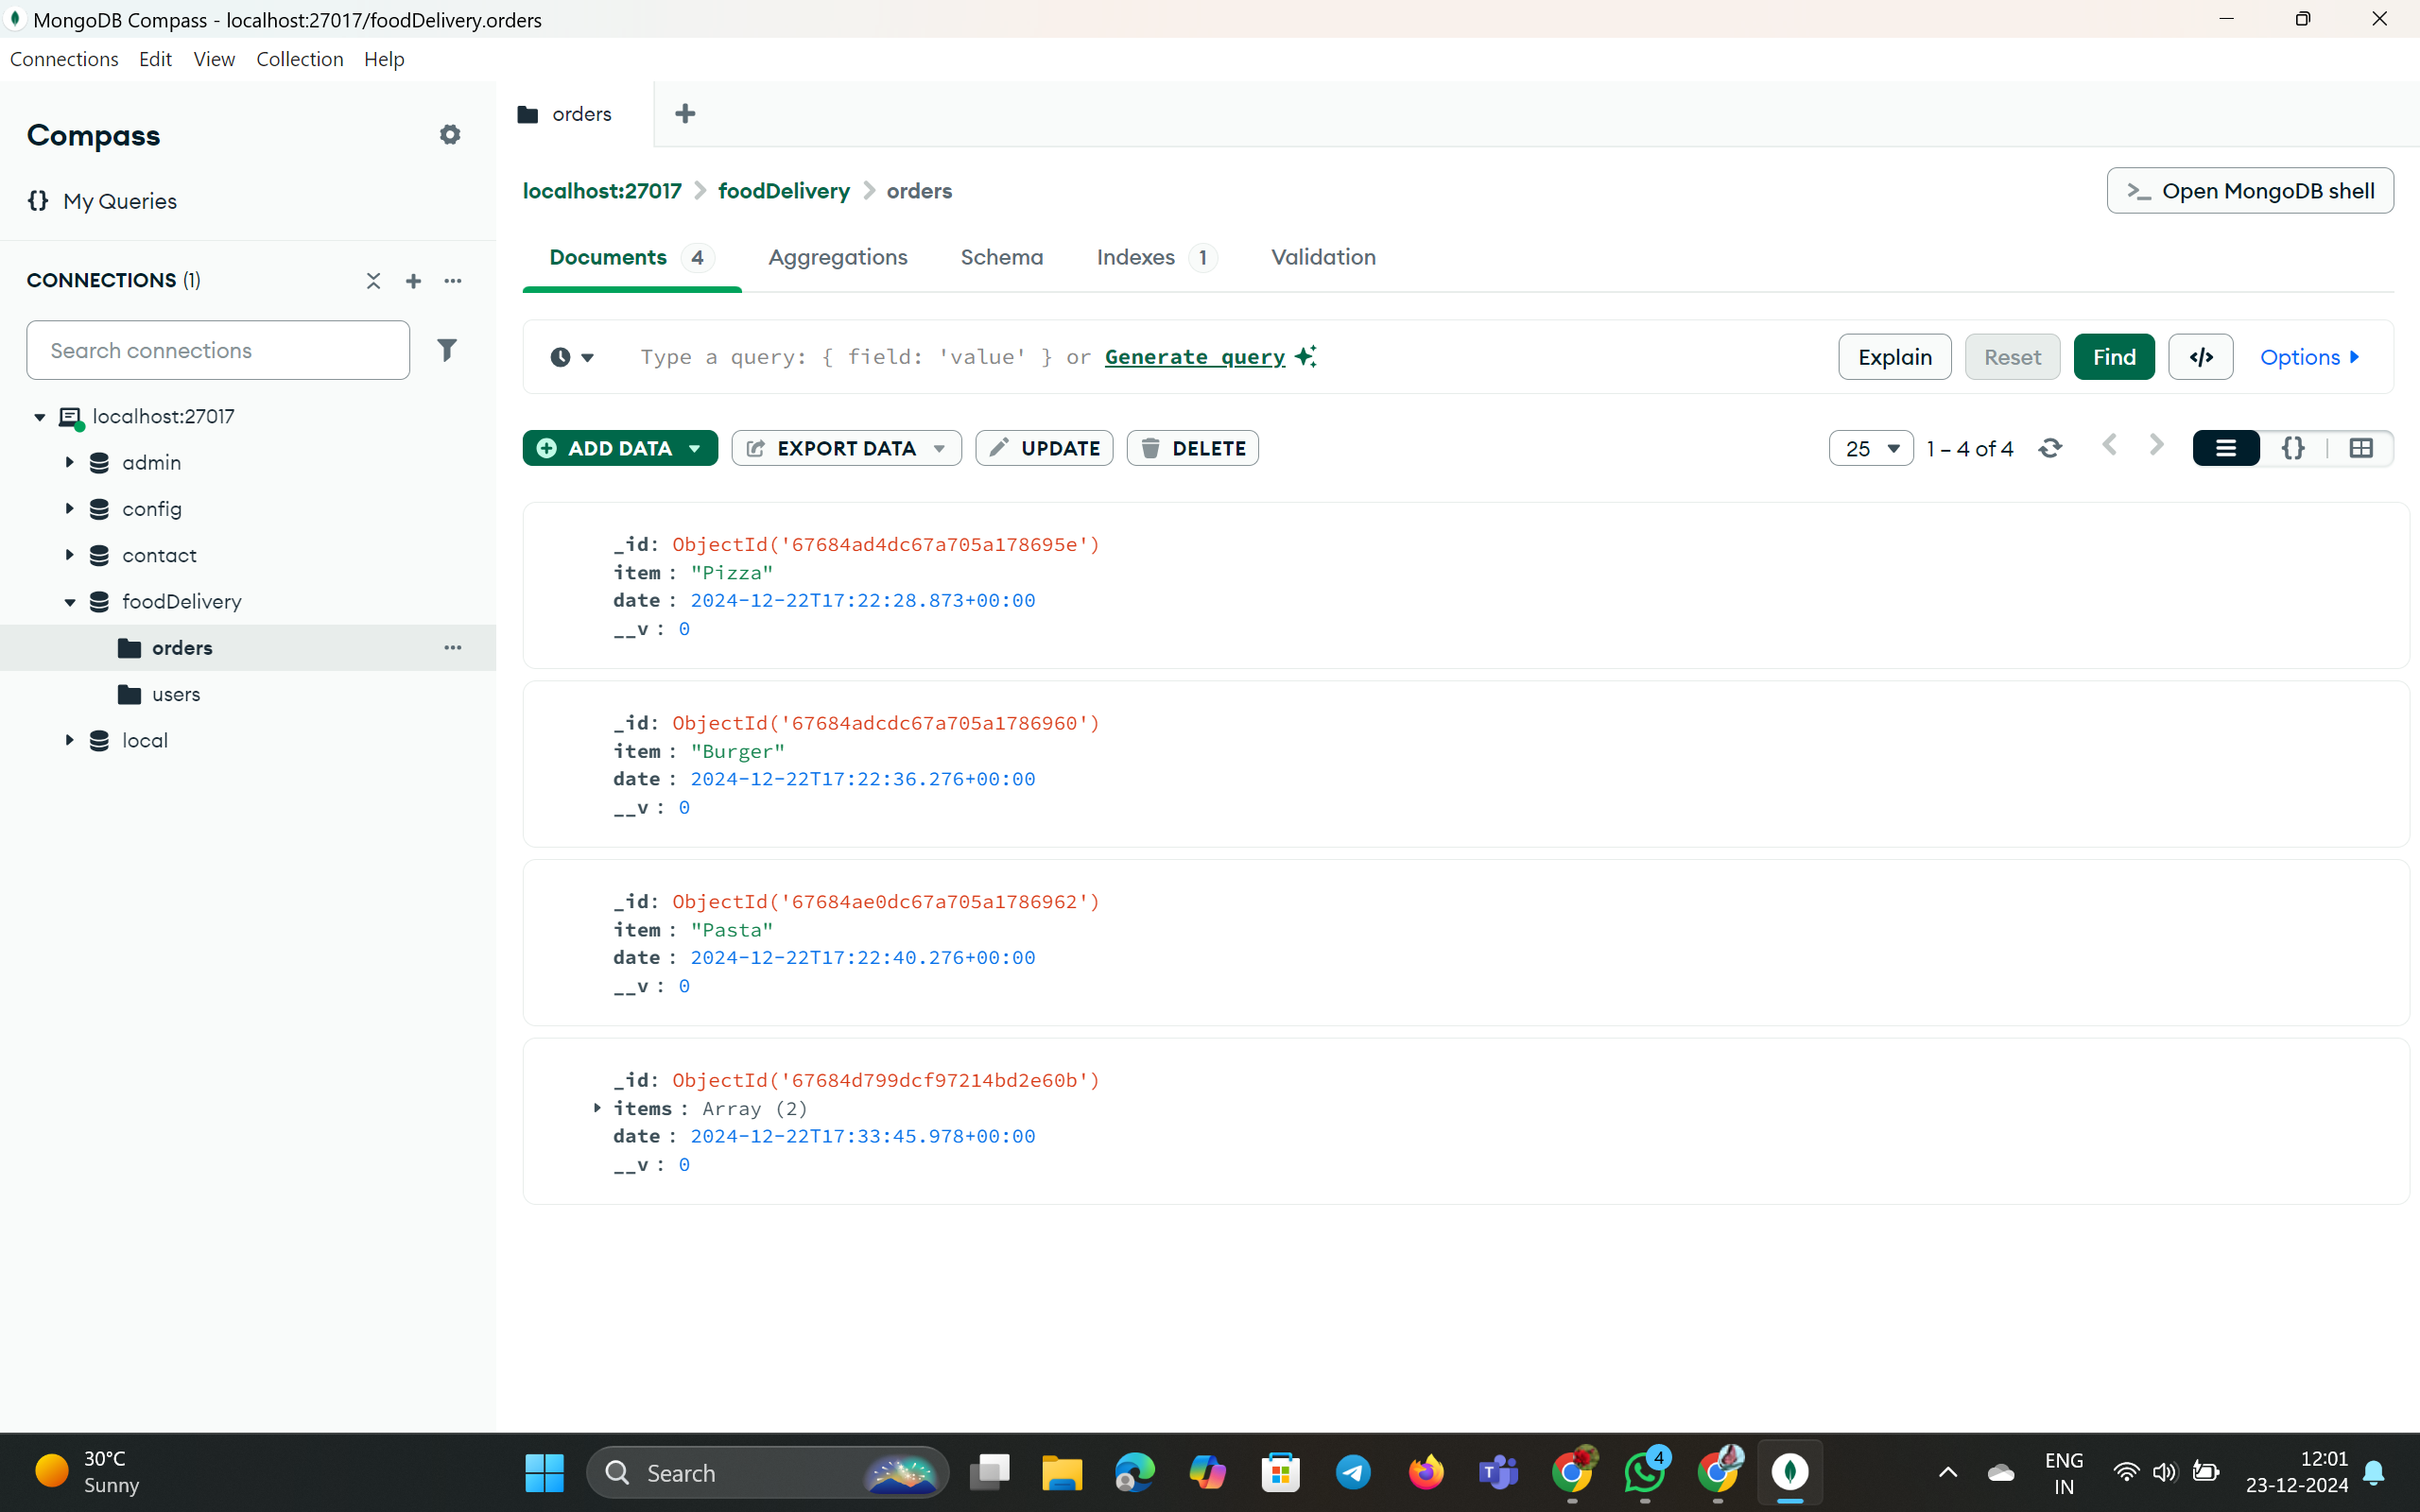 MongoDB Compass - localhost:27017/foodDelivery.orders
Connections Edit View Collection Help
Compass
{} My Queries
CONNECTIONS (1)
Search connections
localhost:27017
admin
config
contact
foodDelivery
orders
users
local
orders
localhost:27017 > foodDelivery > orders
>_ Open MongoDB shell
Documents 4 Aggregations Schema Indexes 1 Validation
Type a query: { field: 'value' } or Generate query
Explain Reset Find </> Options
ADD DATA EXPORT DATA UPDATE DELETE
25 1 – 4 of 4 {}
_id: ObjectId('67684ad4dc67a705a178695e')
item : "Pizza"
date : 2024-12-22T17:22:28.873+00:00
__v : 0
_id: ObjectId('67684adcdc67a705a1786960')
item : "Burger"
date : 2024-12-22T17:22:36.276+00:00
__v : 0
_id: ObjectId('67684ae0dc67a705a1786962')
item : "Pasta"
date : 2024-12-22T17:22:40.276+00:00
__v : 0
_id: ObjectId('67684d799dcf97214bd2e60b')
items : Array (2)
date : 2024-12-22T17:33:45.978+00:00
__v : 0
30°C
Sunny
Search
T
4
ENG
IN
12:01
23-12-2024